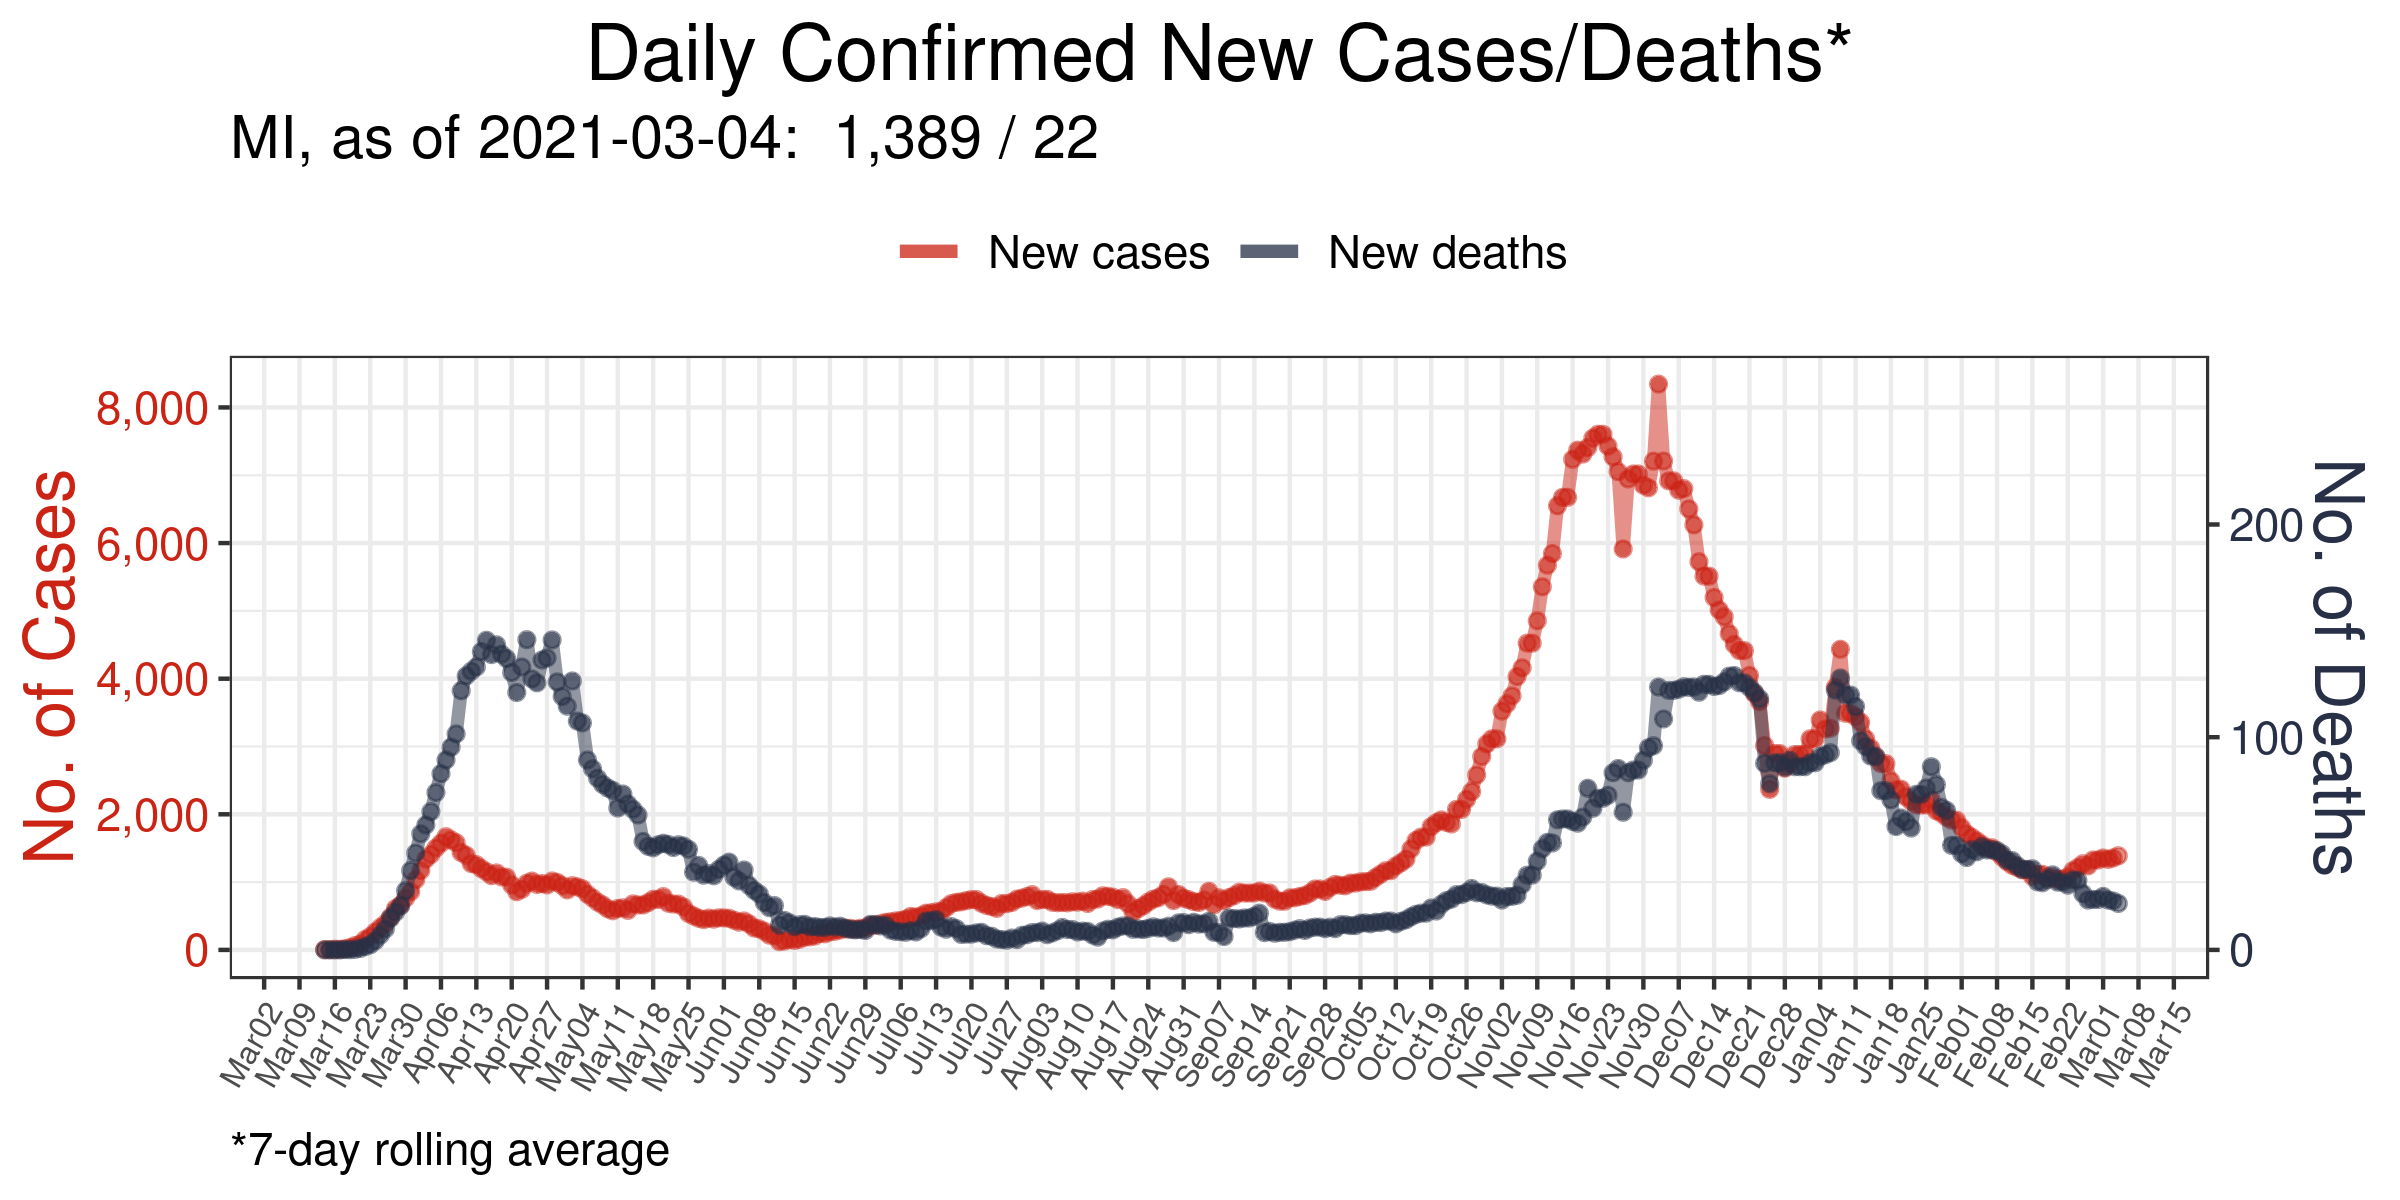 Daily Confirmed New Cases/Deaths*
MI, as of 2021-03-04:  1,389 / 22
New cases New deaths
No. of Cases
8,000
6,000
4,000
2,000
0
200
100
0
No. of Deaths
Mar02 Mar09 Mar16 Mar23 Mar30 Apr06 Apr13 Apr20 Apr27 May04 May11 May18 May25 Jun01 Jun08 Jun15 Jun22 Jun29 Jul06 Jul13 Jul20 Jul27 Aug03 Aug10 Aug17 Aug24 Aug31 Sep07 Sep14 Sep21 Sep28 Oct05 Oct12 Oct19 Oct26 Nov02 Nov09 Nov16 Nov23 Nov30 Dec07 Dec14 Dec21 Dec28 Jan04 Jan11 Jan18 Jan25 Feb01 Feb08 Feb15 Feb22 Mar01 Mar08 Mar15
*7-day rolling average